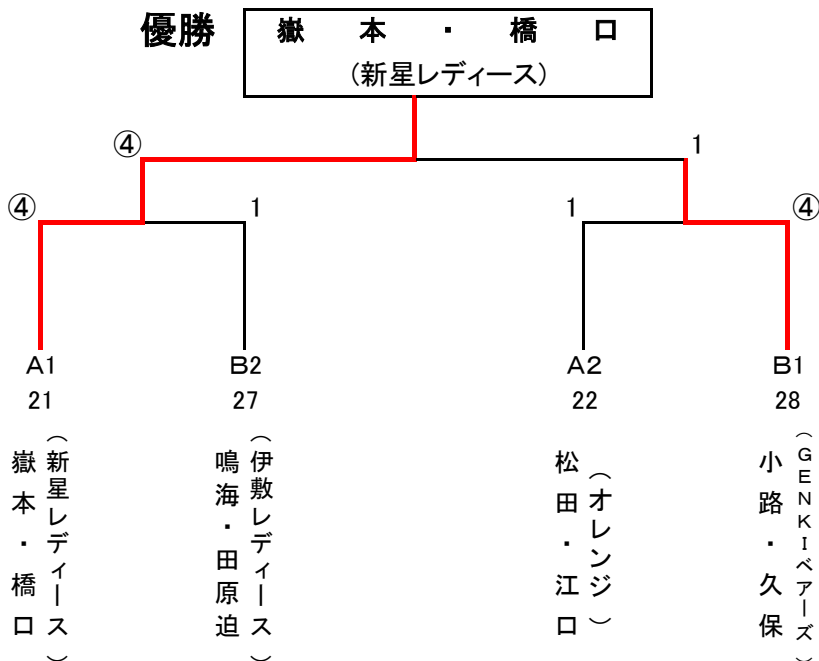 優勝
嶽本・橋口
(新星レディース)
④ 1
④ 1 1 ④
A1 B2 A2 B1
21 27 22 28
嶽本・橋口
(新星レディース)
鳴海・田原迫
(伊敷レディース)
松田・江口
(オレンジ)
小路・久保
(GENKIベアーズ)